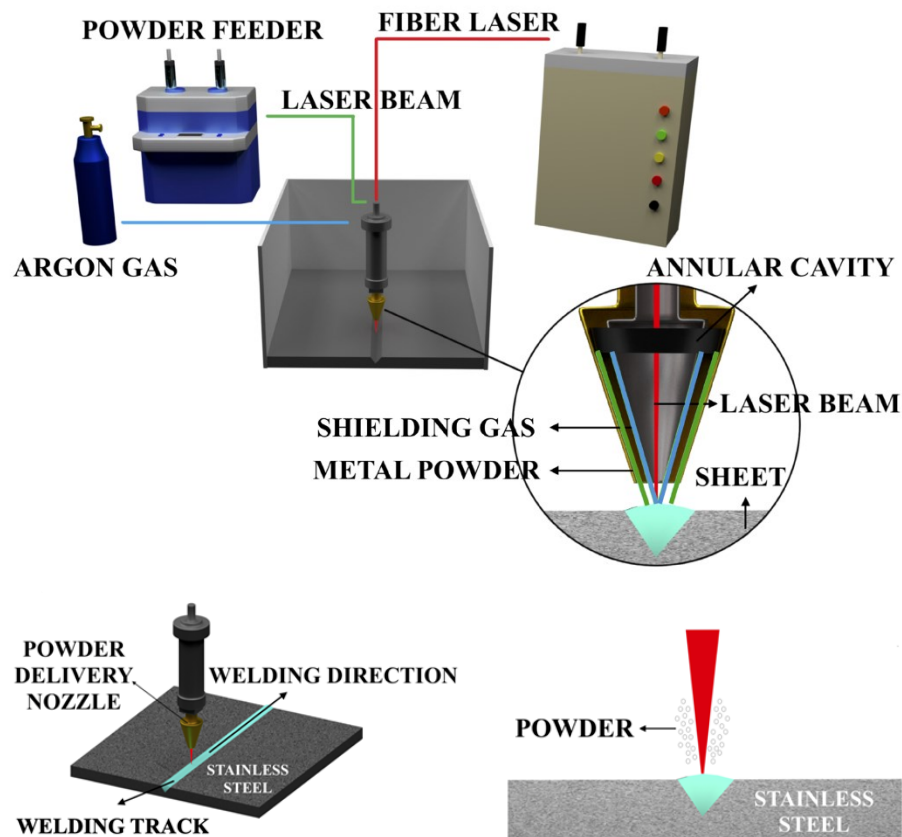 FIBER LASER
POWDER FEEDER
LASER BEAM
ARGON GAS
ANNULAR CAVITY
LASER BEAM
SHIELDING GAS
METAL POWDER
SHEET
POWDER
DELIVERY
NOZZLE
WELDING DIRECTION
STAINLESS
STEEL
WELDING TRACK
POWDER
STAINLESS
STEEL